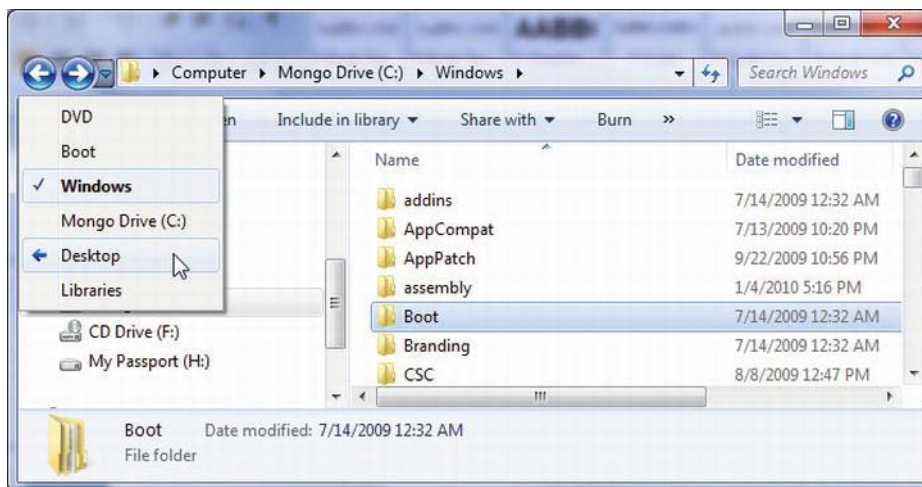 Computer ▸ Mongo Drive (C:) ▸ Windows ▸
Search Windows
Include in library ▾ Share with ▾ Burn »
DVD
Boot
✓ Windows
Mongo Drive (C:)
Desktop
Libraries
CD Drive (F:)
My Passport (H:)
Name Date modified
addins 7/14/2009 12:32 AM
AppCompat 7/13/2009 10:20 PM
AppPatch 9/22/2009 10:56 PM
assembly 1/4/2010 5:16 PM
Boot 7/14/2009 12:32 AM
Branding 7/14/2009 12:32 AM
CSC 8/8/2009 12:47 PM
Boot Date modified: 7/14/2009 12:32 AM
File folder